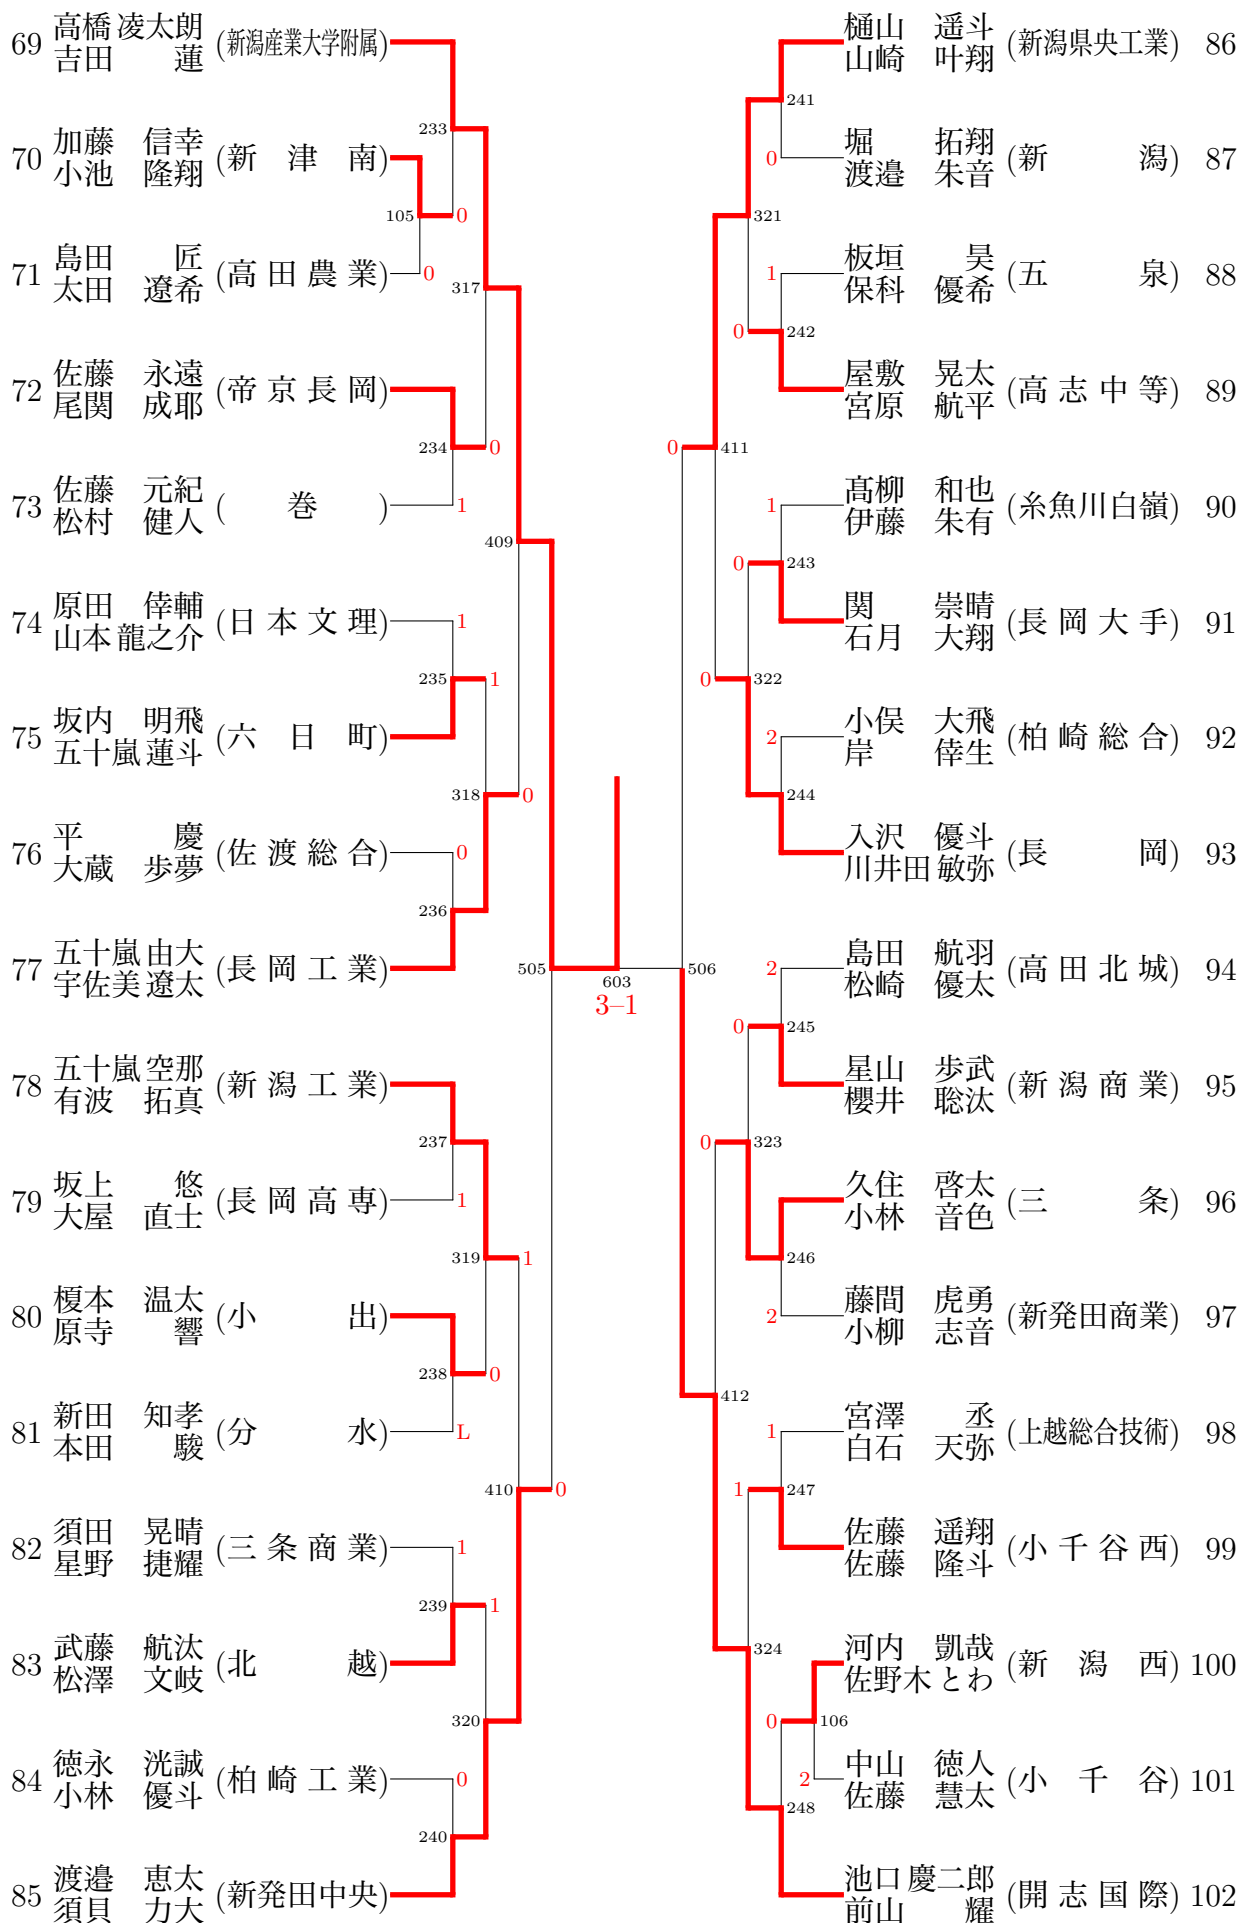 69 高橋 凌太朗 (新潟産業大学附属)
吉田 蓮
233
70 加藤 信幸 (新津南)
小池 隆翔
105 0
71 島田 匠 (高田農業) 0
太田 遼希
317
72 佐藤 永遠 (帝京長岡)
尾関 成耶
234 0
73 佐藤 元紀 (巻) 1
松村 健人
409
74 原田 倖輔 (日本文理) 1
山本 龍之介
235 1
75 坂内 明飛 (六日町)
五十嵐 蓮斗
318 0
76 平 慶 (佐渡総合) 0
大蔵 歩夢
236
77 五十嵐 由大 (長岡工業)
宇佐美 遼太
505
603
3–1
78 五十嵐 空那 (新潟工業)
有波 拓真
237
79 坂上 悠 (長岡高専) 1
大屋 直士
319 1
80 榎本 温太 (小出)
原寺 響
238 0
81 新田 知孝 (分水) L
本田 駿
410 0
82 須田 晃晴 (三条商業) 1
星野 捷耀
239 1
83 武藤 航汰 (北越)
松澤 文岐
320
84 徳永 洸誠 (柏崎工業) 0
小林 優斗
240
85 渡邉 恵太 (新発田中央)
須貝 力大
樋山 遥斗 (新潟県央工業) 86
山崎 叶翔
241
0 堀 拓翔 (新潟) 87
渡邉 朱音
321
1 板垣 昊 (五泉) 88
保科 優希
0 242
屋敷 晃太 (高志中等) 89
宮原 航平
0 411
1 髙柳 和也 (糸魚川白嶺) 90
伊藤 朱有
0 243
関 崇晴 (長岡大手) 91
石月 大翔
0 322
2 小俣 大飛 (柏崎総合) 92
岸 倖生
244
入沢 優斗 (長岡) 93
川井田 敏弥
506
2 島田 航羽 (高田北城) 94
松崎 優太
0 245
星山 歩武 (新潟商業) 95
櫻井 聡汰
0 323
久住 啓太 (三条) 96
小林 音色
246
2 藤間 虎勇 (新発田商業) 97
小柳 志音
412
1 宮澤 丞 (上越総合技術) 98
白石 天弥
1 247
佐藤 遥翔 (小千谷西) 99
佐藤 隆斗
324
河内 凱哉 (新潟西) 100
佐野木 とわ
0 106
2 中山 徳人 (小千谷) 101
佐藤 慧太
248
池口 慶二郎 (開志国際) 102
前山 耀